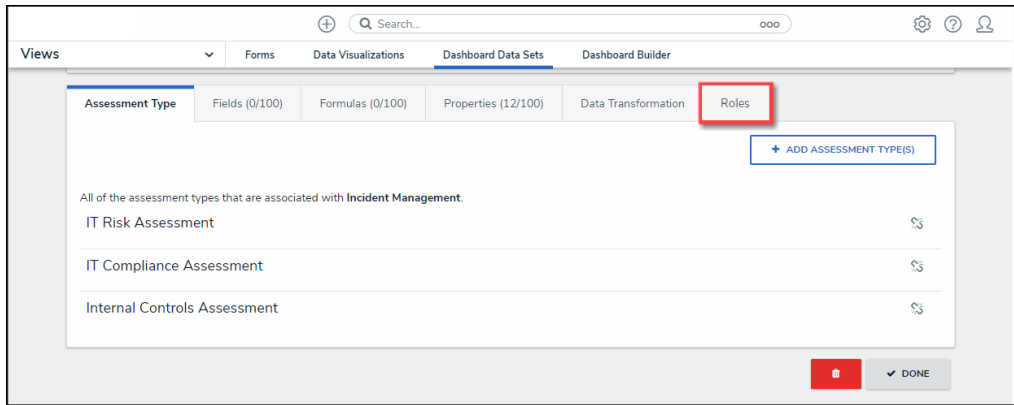 Search...
Views Forms Data Visualizations Dashboard Data Sets Dashboard Builder
Assessment Type Fields (0/100) Formulas (0/100) Properties (12/100) Data Transformation Roles
+ ADD ASSESSMENT TYPE(S)
All of the assessment types that are associated with Incident Management.
IT Risk Assessment
IT Compliance Assessment
Internal Controls Assessment
DONE